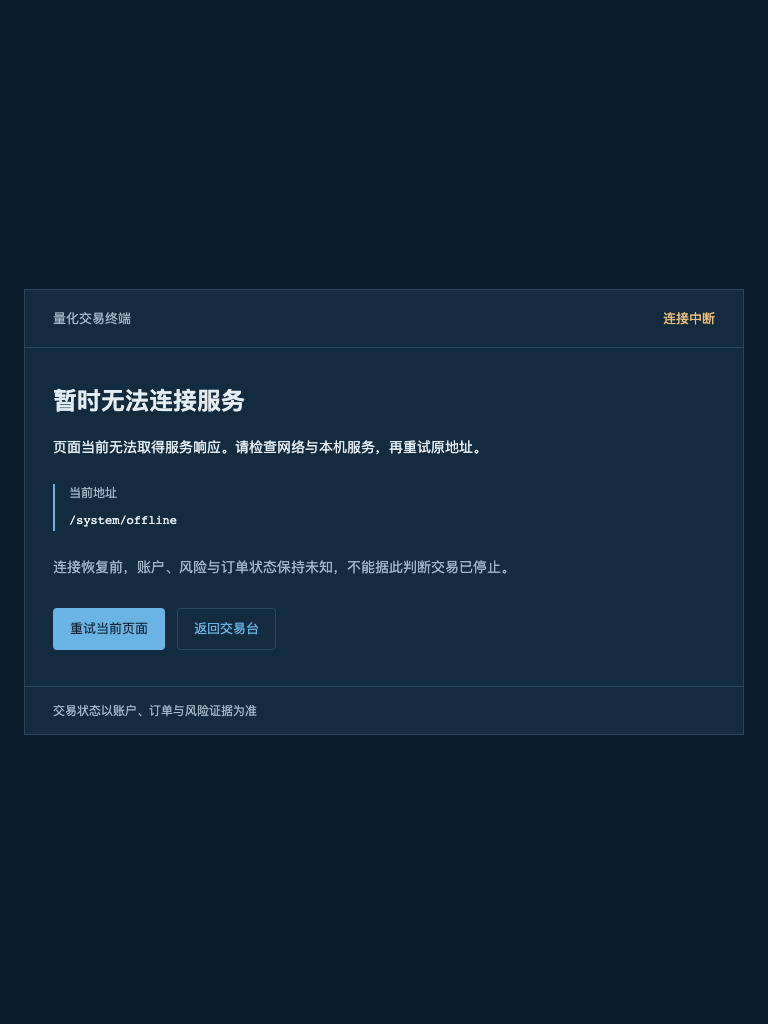 量化交易终端
连接中断
暂时无法连接服务
页面当前无法取得服务响应。请检查网络与本机服务，再重试原地址。
当前地址
/system/offline
连接恢复前，账户、风险与订单状态保持未知，不能据此判断交易已停止。
重试当前页面
返回交易台
交易状态以账户、订单与风险证据为准